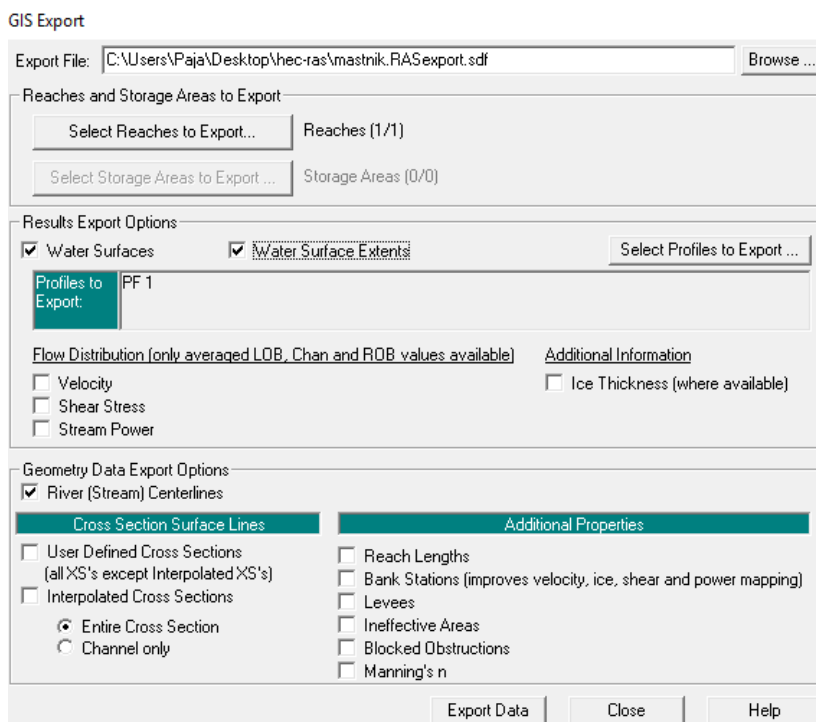 GIS Export
Export File: C:\Users\Paja\Desktop\hec-ras\mastnik.RASexport.sdf Browse ...
Reaches and Storage Areas to Export
Select Reaches to Export... Reaches (1/1)
Select Storage Areas to Export ... Storage Areas (0/0)
Results Export Options
Water Surfaces Water Surface Extents Select Profiles to Export ...
Profiles to Export: PF 1
Flow Distribution (only averaged LOB, Chan and ROB values available) Additional Information
Velocity Ice Thickness (where available)
Shear Stress
Stream Power
Geometry Data Export Options
River (Stream) Centerlines
Cross Section Surface Lines Additional Properties
User Defined Cross Sections
(all XS's except Interpolated XS's)
Interpolated Cross Sections
Entire Cross Section
Channel only
Reach Lengths
Bank Stations (improves velocity, ice, shear and power mapping)
Levees
Ineffective Areas
Blocked Obstructions
Manning's n
Export Data Close Help